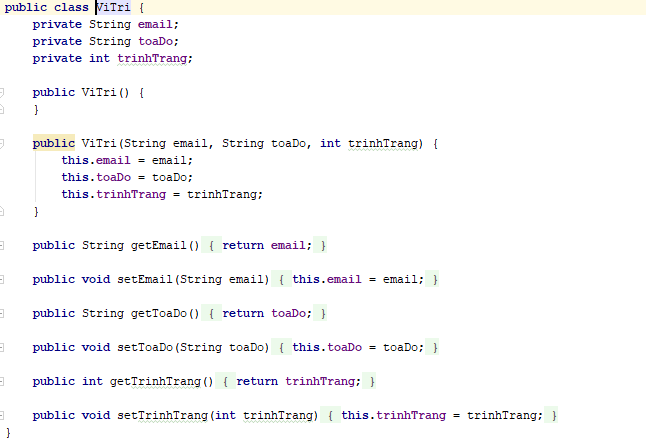 public class ViTri {
private String email;
private String toaDo;
private int trinhTrang;
public ViTri() {
}
public ViTri(String email, String toaDo, int trinhTrang) {
this.email = email;
this.toaDo = toaDo;
this.trinhTrang = trinhTrang;
}
public String getEmail() { return email; }
public void setEmail(String email) { this.email = email; }
public String getToaDo() { return toaDo; }
public void setToaDo(String toaDo) { this.toaDo = toaDo; }
public int getTrinhTrang() { return trinhTrang; }
public void setTrinhTrang(int trinhTrang) { this.trinhTrang = trinhTrang; }
}